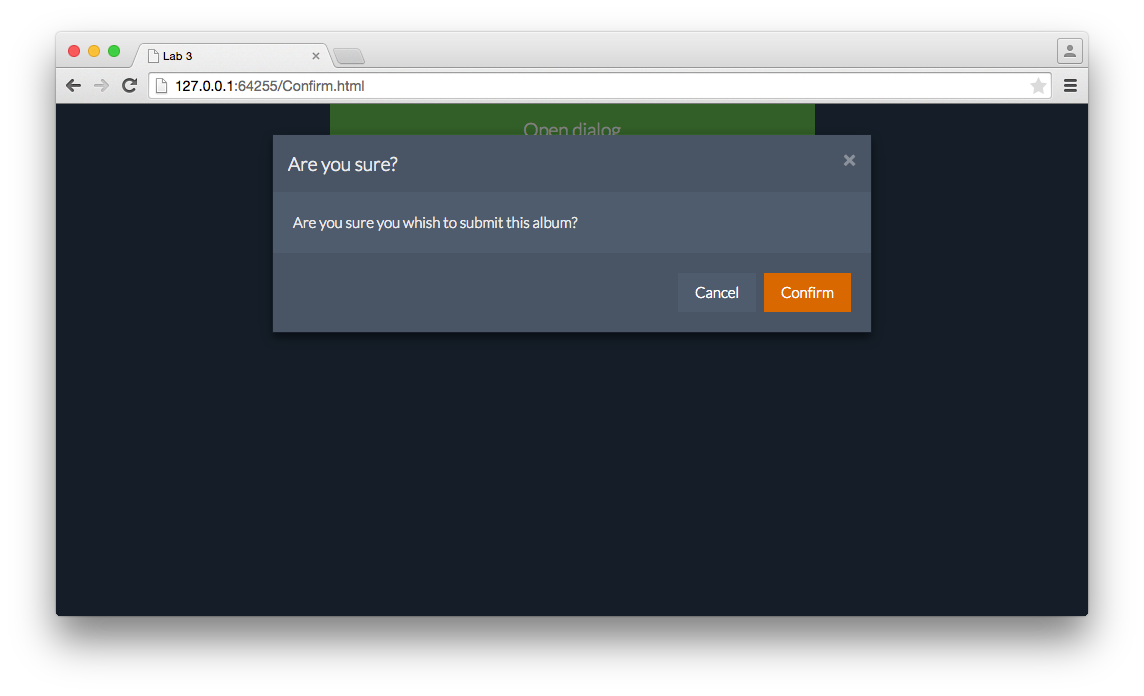 Lab 3
127.0.0.1:64255/Confirm.html
Open dialog
Are you sure?
Are you sure you whish to submit this album?
Cancel Confirm